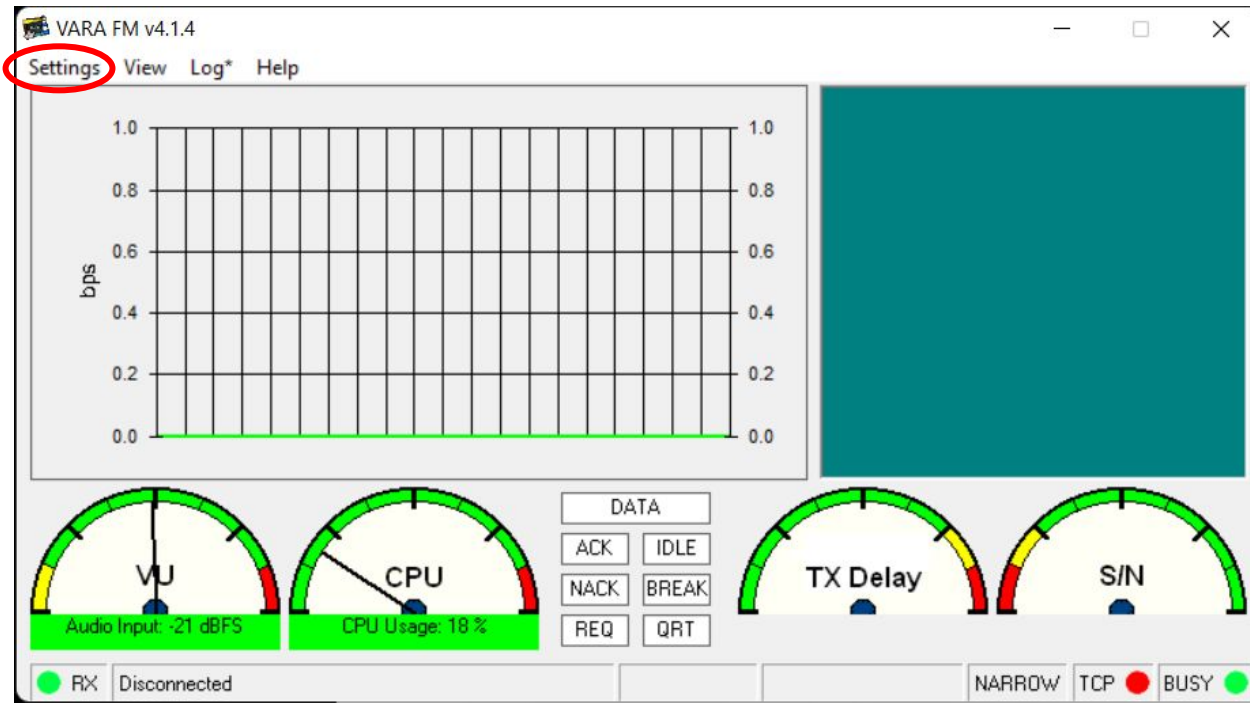 VARA FM v4.1.4
Settings View Log* Help
1.0 1.0
0.8 0.8
0.6 0.6
bps
0.4 0.4
0.2 0.2
0.0 0.0
DATA
ACK IDLE
VU CPU NACK BREAK TX Delay S/N
Audio Input: -21 dBFS CPU Usage: 18 % REQ QRT
RX Disconnected NARROW TCP BUSY